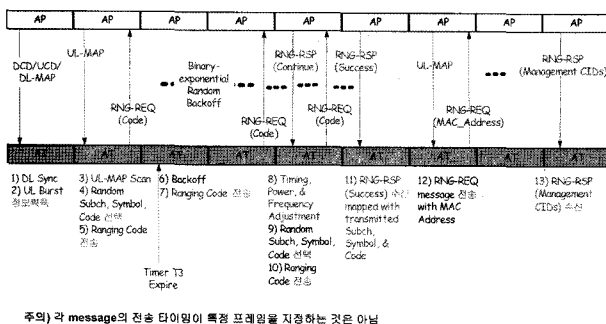 AP AP AP AP AP AP AP AP
DCD/UCD/
DL-MAP
UL-MAP
RNG-REQ
(Code)
Binary-
exponential
Random
Backoff
RNG-REQ
(Code)
RNG-RSP
(Continue)
RNG-REQ
(Code)
RNG-RSP
(Success)
UL-MAP
RNG-REQ
(MAC_Address)
RNG-RSP
(Management CIDs)
AT AT AT AT AT AT AT AT
1) DL Sync
2) UL Burst
정보획득
3) UL-MAP Scan
4) Random
Subch, Symbol,
Code 선택
5) Ranging Code
전송
Timer T3
Expire
6) Backoff
7) Ranging Code 전송
8) Timing,
Power, &
Frequency
Adjustment
9) Random
Subch, Symbol,
Code 선택
10) Ranging
Code 전송
11) RNG-RSP
(Success) 수신
mapped with
transmitted
Subch,
Symbol, &
Code
12) RNG-REQ
message 전송
with MAC
Address
13) RNG-RSP
(Management
CIDs) 수신
주의) 각 message의 전송 타이밍이 특정 프레임을 지정하는 것은 아님